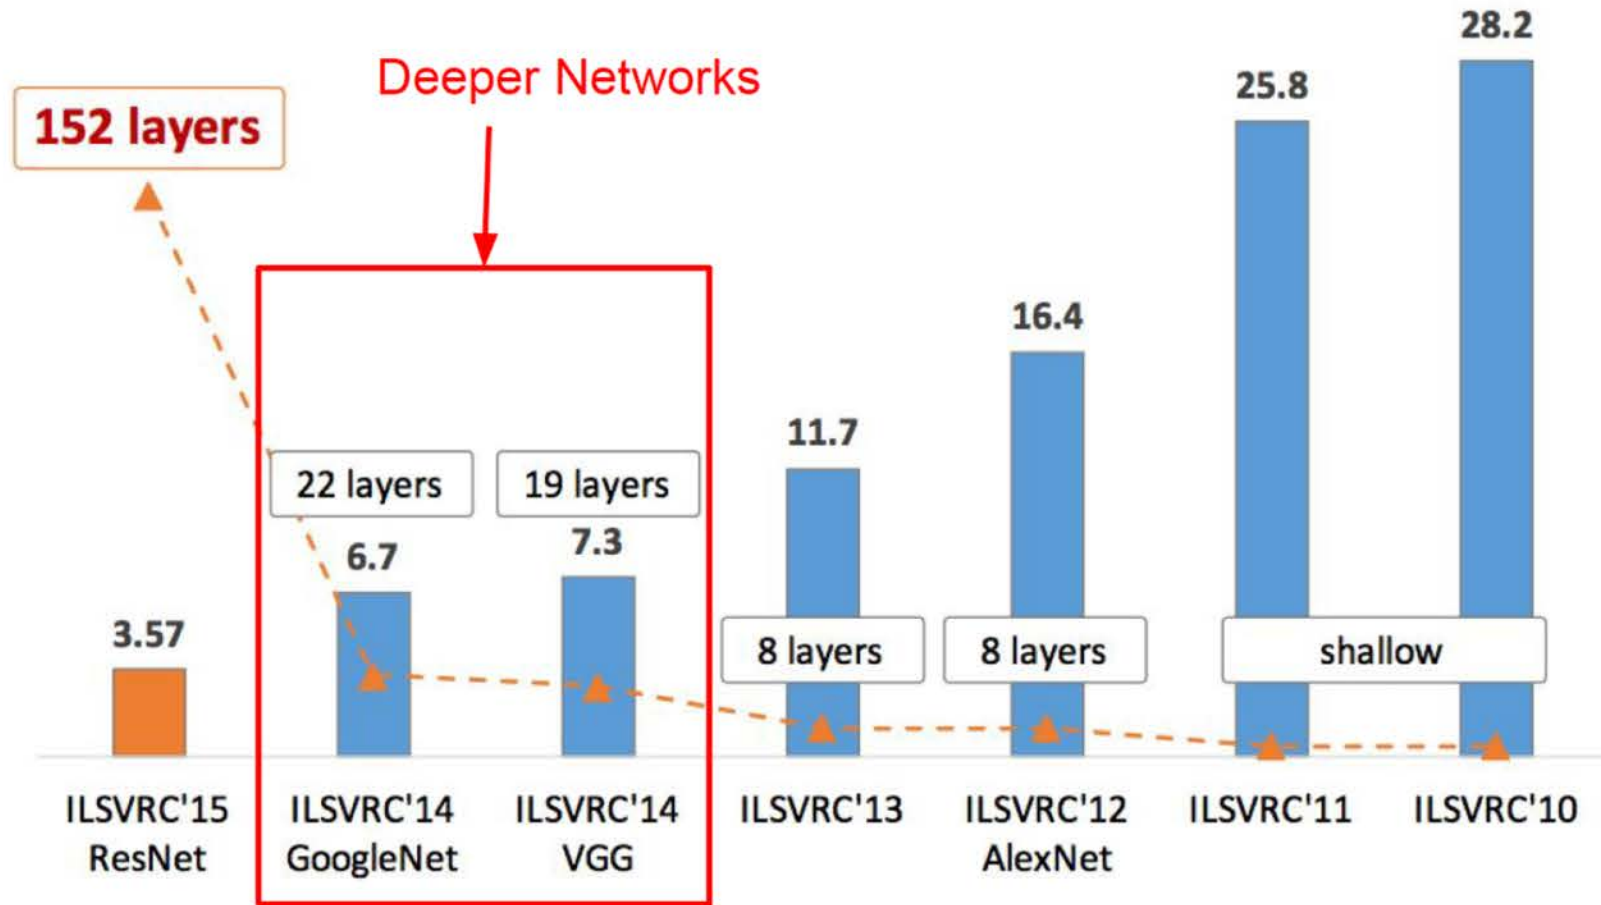 Deeper Networks
152 layers
28.2
25.8
16.4
11.7
22 layers
19 layers
7.3
6.7
3.57
8 layers
8 layers
shallow
ILSVRC'15
ResNet
ILSVRC'14
GoogleNet
ILSVRC'14
VGG
ILSVRC'13
ILSVRC'12
AlexNet
ILSVRC'11
ILSVRC'10